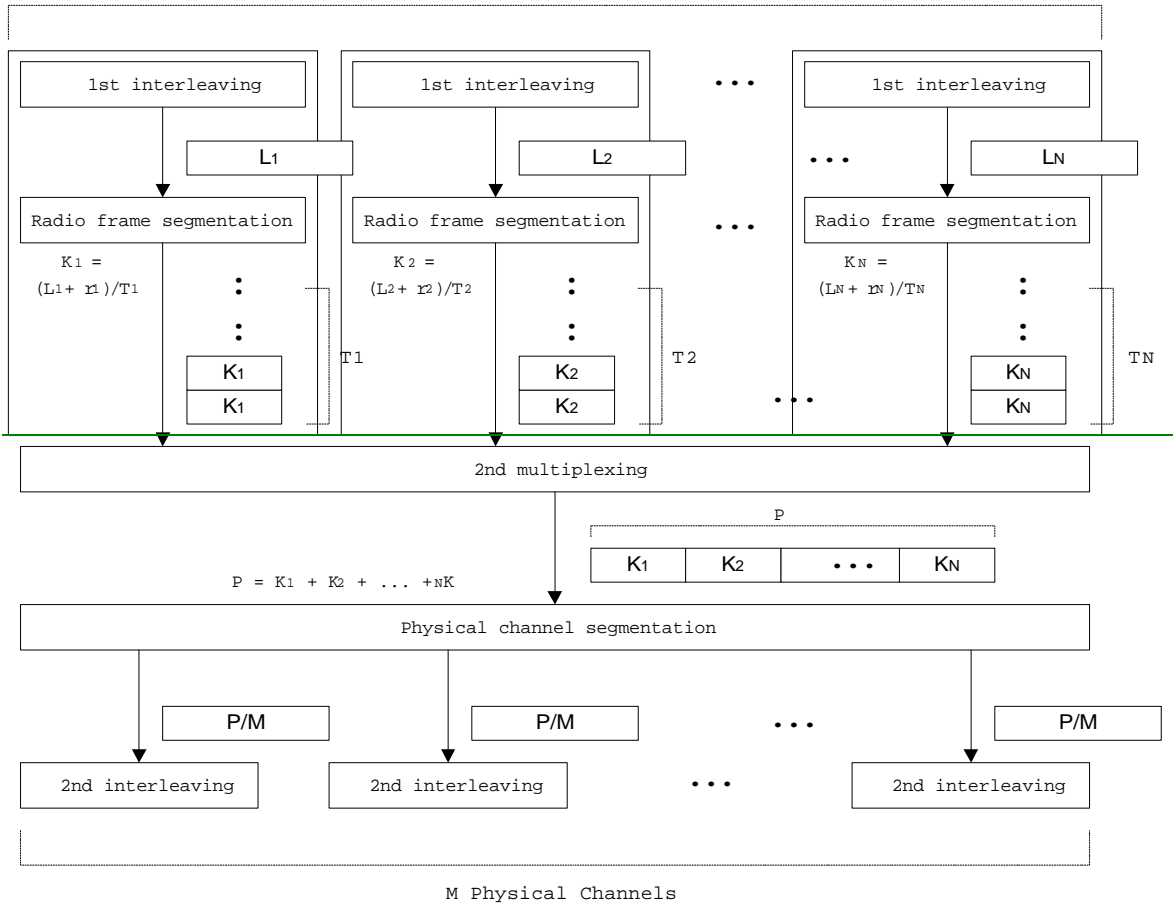 1st interleaving 1st interleaving ... 1st interleaving
L1 L2 ... LN
Radio frame segmentation Radio frame segmentation ... Radio frame segmentation
K1 = K2 = KN =
(L1+ r1)/T1 (L2+ r2)/T2 (LN+ rN)/TN
T1 T2 TN
K1 K2 KN
K1 K2 ... KN
2nd multiplexing
P
K1 K2 ... KN
P = K1 + K2 + ... +NK
Physical channel segmentation
P/M P/M ... P/M
2nd interleaving 2nd interleaving ... 2nd interleaving
M Physical Channels